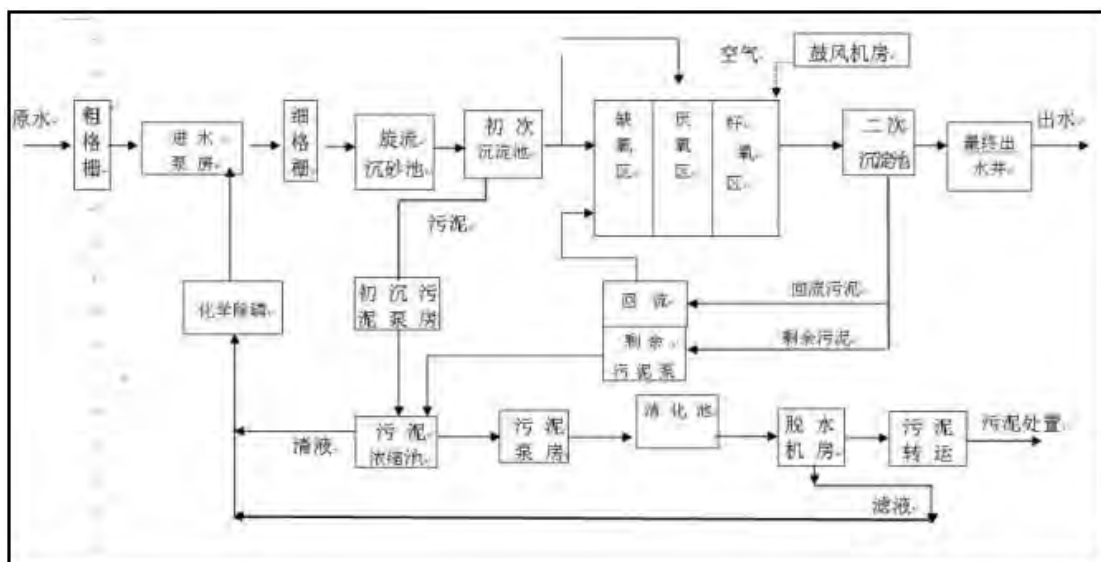 空气
鼓风机房
原水
粗格栅
进水
泵房
细格栅
旋流
沉砂池
初次
沉淀池
缺氧区
厌氧区
好氧区
二次
沉淀池
最终出
水井
出水
污泥
化学除磷
初沉污
泥泵房
回流
剩余
污泥泵
回流污泥
剩余污泥
清液
污泥
浓缩池
污泥
泵房
消化池
脱水
机房
污泥
转运
污泥处置
滤液